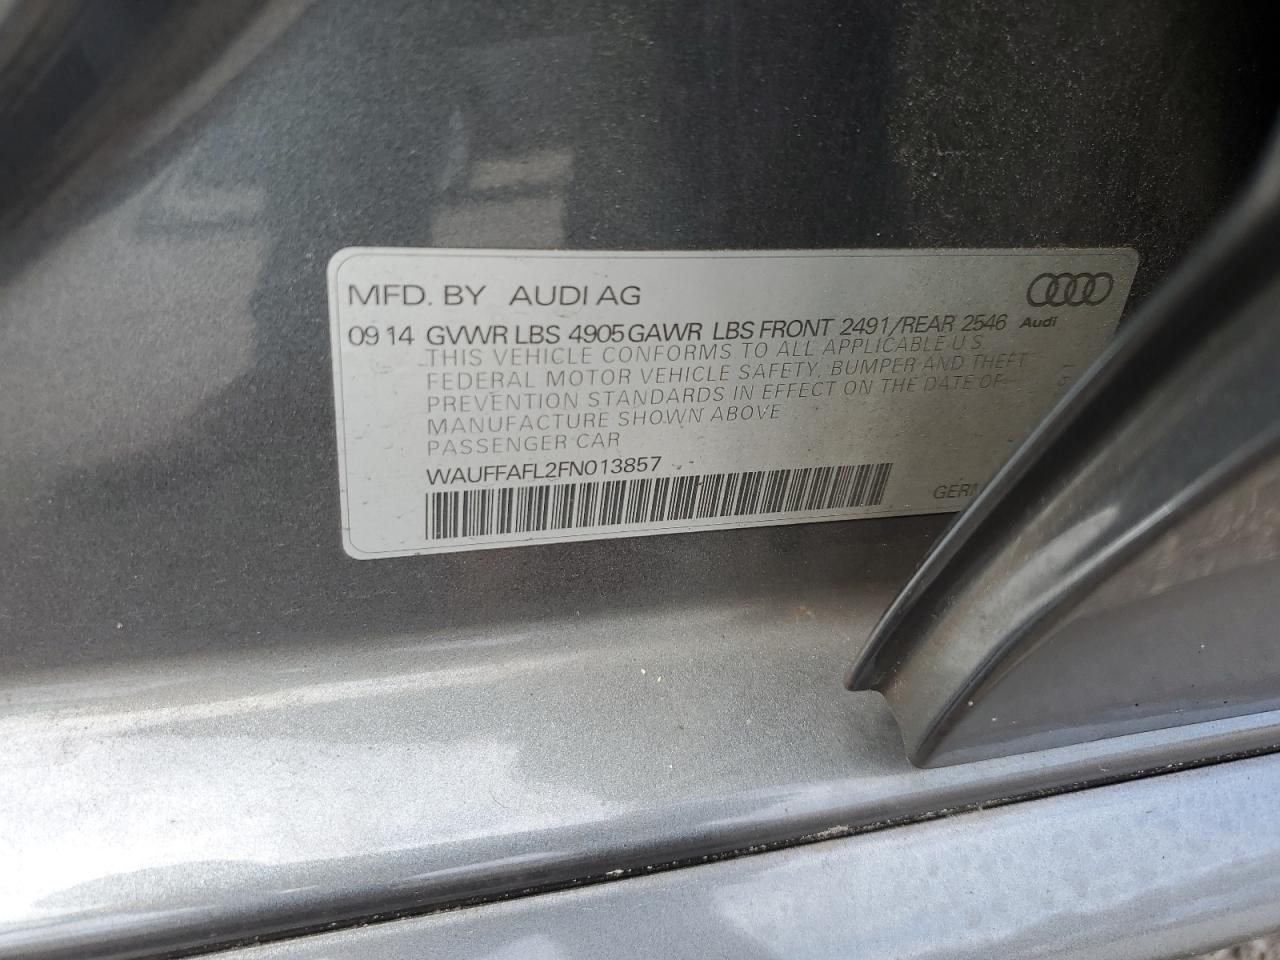 MFD. BY AUDI AG
09 14 GVWR LBS 4905 GAWR LBS FRONT 2491/REAR 2546 Audi
THIS VEHICLE CONFORMS TO ALL APPLICABLE U S
FEDERAL MOTOR VEHICLE SAFETY, BUMPER AND THEFT
PREVENTION STANDARDS IN EFFECT ON THE DATE OF
MANUFACTURE SHOWN ABOVE
PASSENGER CAR
WAUFFAFL2FN013857